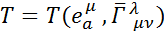 T = T(e_a^μ, Γ̄^λ_μν)